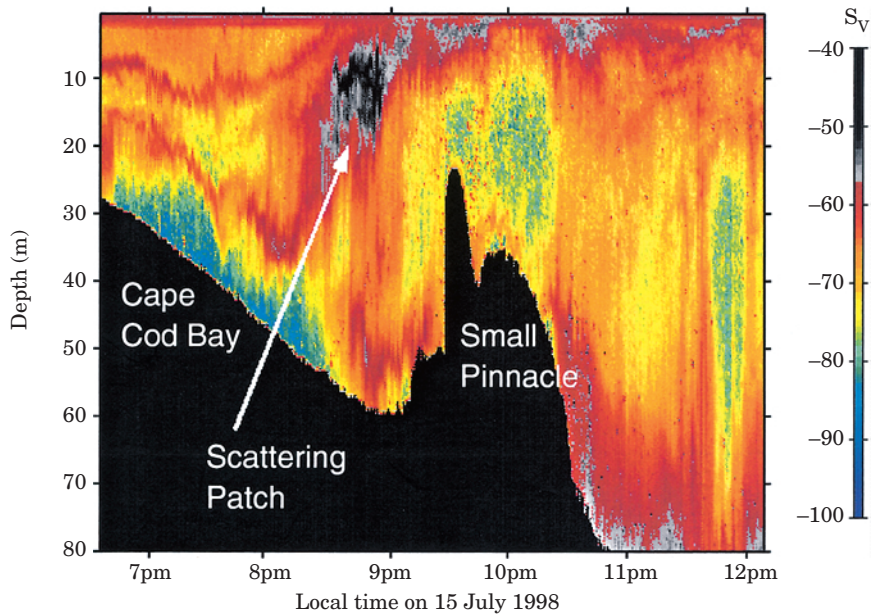 S_V
−40
−50
−60
−70
−80
−90
−100
Depth (m)
10
20
30
40
50
60
70
80
Cape
Cod Bay
Scattering
Patch
Small
Pinnacle
7pm 8pm 9pm 10pm 11pm 12pm
Local time on 15 July 1998